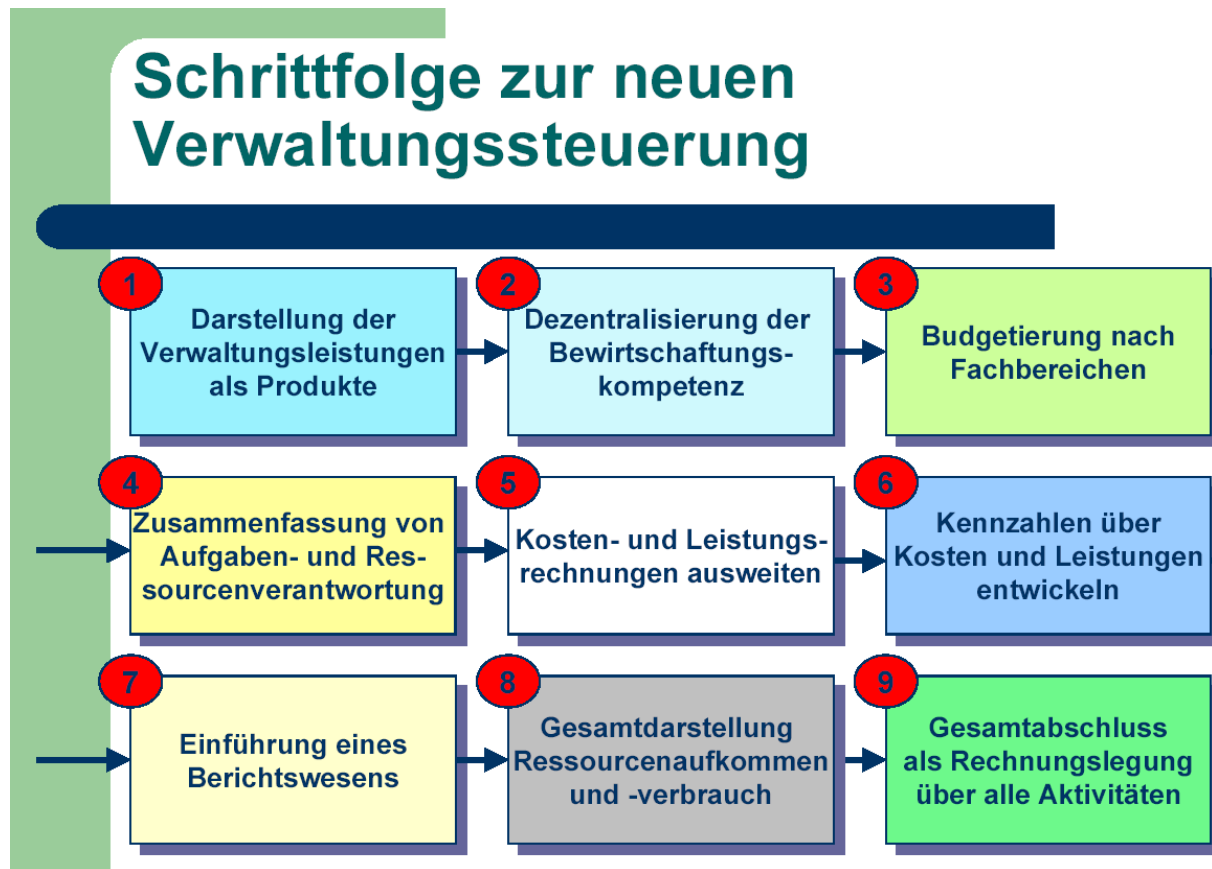 Schrittfolge zur neuen
Verwaltungssteuerung
1
Darstellung der
Verwaltungsleistungen
als Produkte
2
Dezentralisierung der
Bewirtschaftungs-
kompetenz
3
Budgetierung nach
Fachbereichen
4
Zusammenfassung von
Aufgaben- und Res-
sourcenverantwortung
5
Kosten- und Leistungs-
rechnungen ausweiten
6
Kennzahlen über
Kosten und Leistungen
entwickeln
7
Einführung eines
Berichtswesens
8
Gesamtdarstellung
Ressourcenaufkommen
und -verbrauch
9
Gesamtabschluss
als Rechnungslegung
über alle Aktivitäten